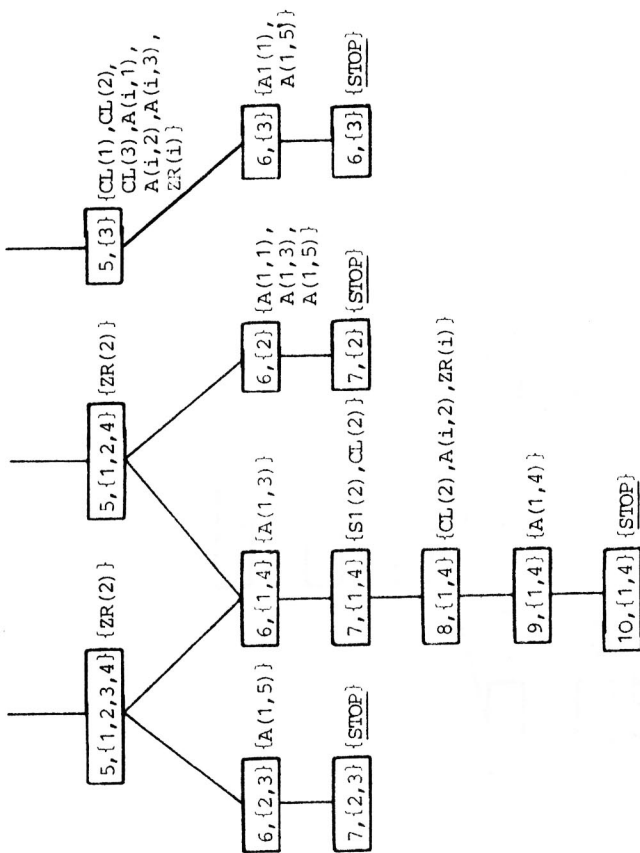 5,{1,2,3,4} {ZR(2)}
5,{1,2,4} {ZR(2)}
5,{3} {CL(1),CL(2),
CL(3),A(i,1),
A(i,2),A(i,3),
ZR(i)}
6,{2,3} {A(1,5)}
6,{1,4} {A(1,3)}
6,{2} {A(1,1),
A(1,3),
A(1,5)}
6,{3} {A1(1),
A(1,5)}
7,{2,3} {STOP}
7,{1,4} {S1(2),CL(2)}
7,{2} {STOP}
6,{3} {STOP}
8,{1,4} {CL(2),A(i,2),ZR(i)}
9,{1,4} {A(1,4)}
10,{1,4} {STOP}